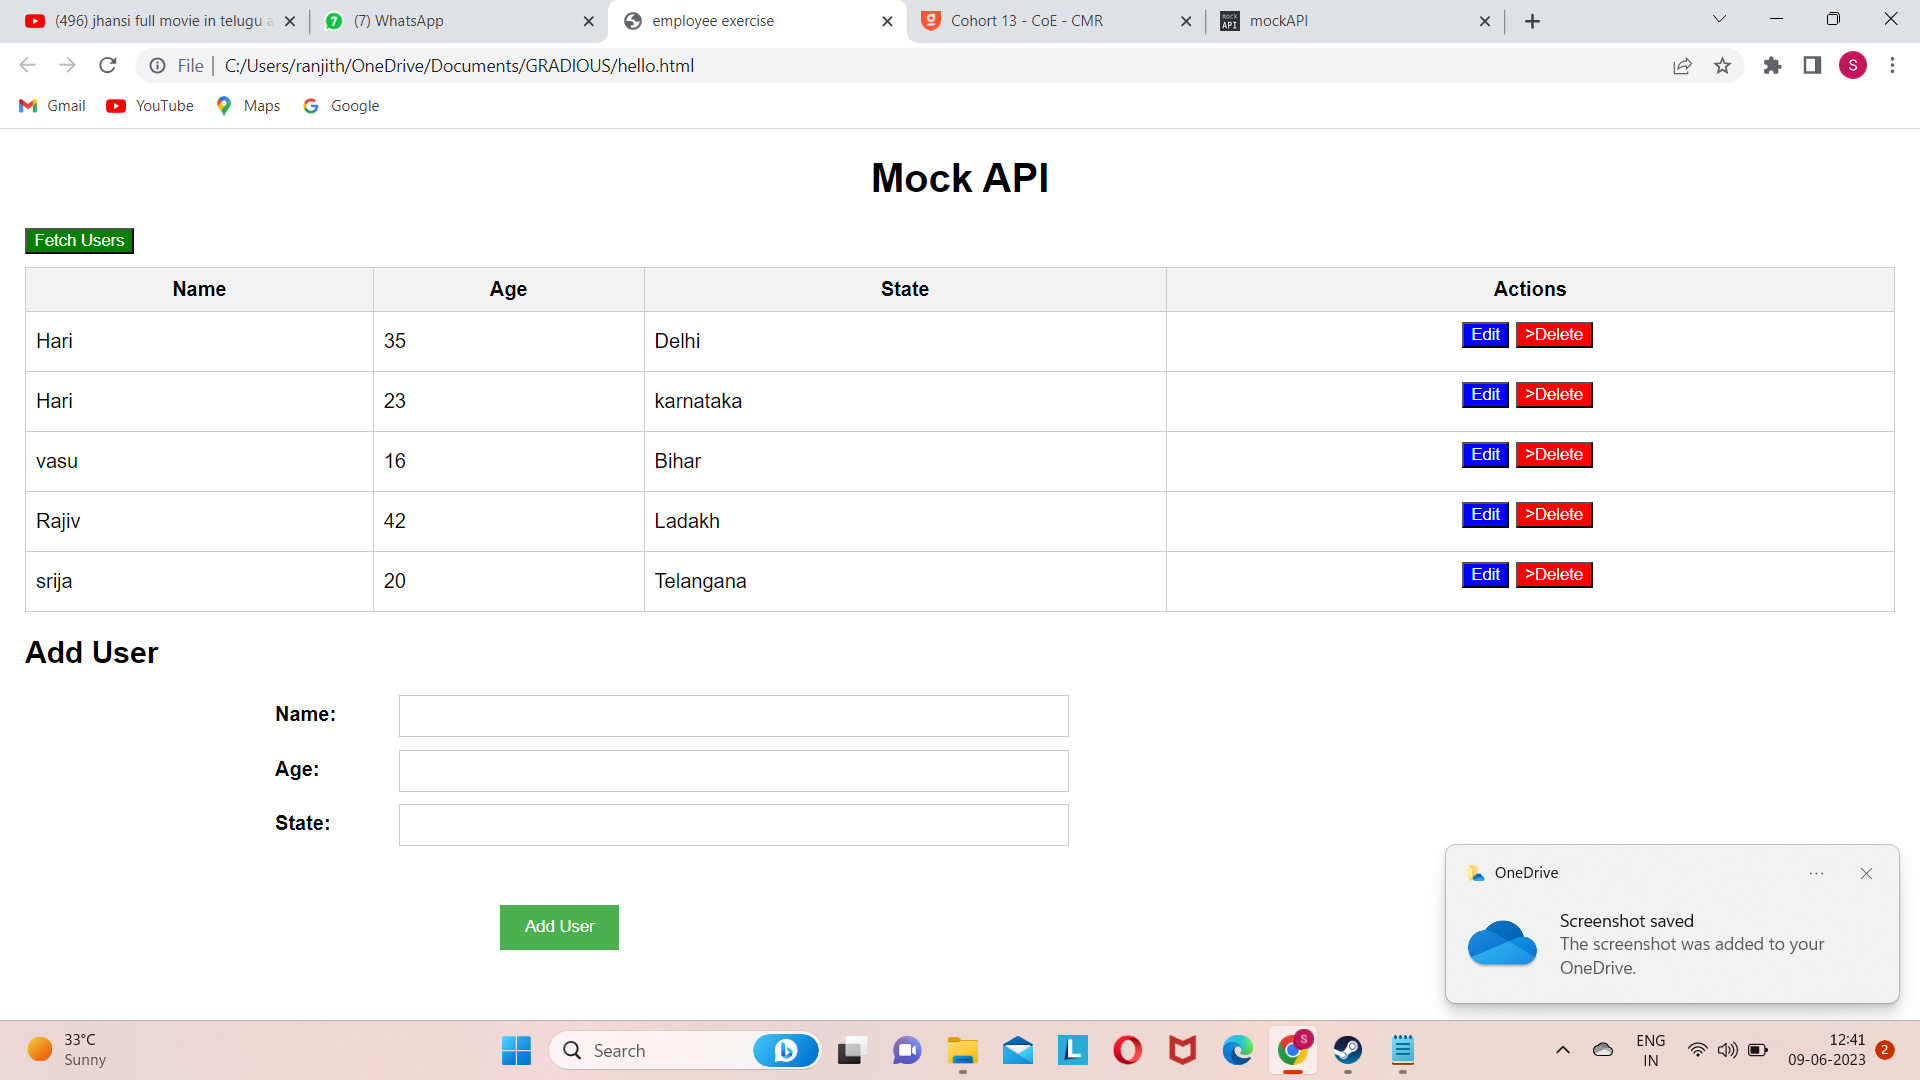 (496) jhansi full movie in telugu a
(7) WhatsApp
employee exercise
Cohort 13 - CoE - CMR
mock API
mockAPI
File
C:/Users/ranjith/OneDrive/Documents/GRADIOUS/hello.html
S
Gmail
YouTube
Maps
Google
Mock API
Fetch Users
Name Age State Actions
Hari 35 Delhi Edit >Delete
Hari 23 karnataka Edit >Delete
vasu 16 Bihar Edit >Delete
Rajiv 42 Ladakh Edit >Delete
srija 20 Telangana Edit >Delete
Add User
Name:
Age:
State:
Add User
OneDrive
Screenshot saved
The screenshot was added to your
OneDrive.
33°C
Sunny
Search
L
S
ENG
IN
12:41
09-06-2023
2